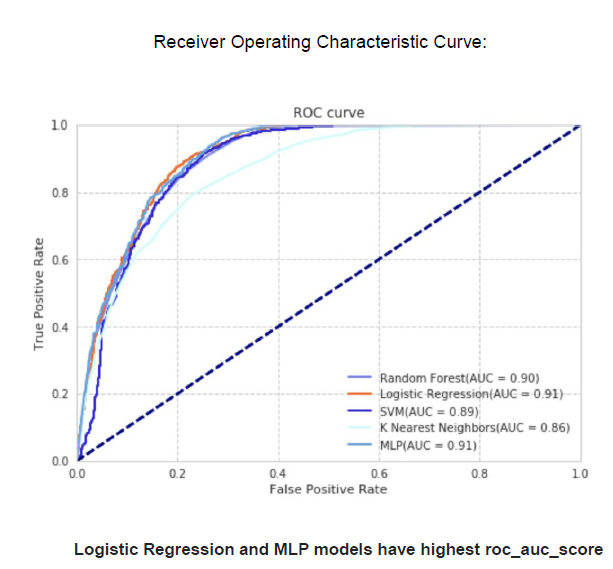 Receiver Operating Characteristic Curve:
ROC curve
1.0
0.8
0.6
0.4
0.2
0.0
True Positive Rate
Random Forest(AUC = 0.90)
Logistic Regression(AUC = 0.91)
SVM(AUC = 0.89)
K Nearest Neighbors(AUC = 0.86)
MLP(AUC = 0.91)
0.0 0.2 0.4 0.6 0.8 1.0
False Positive Rate
Logistic Regression and MLP models have highest roc_auc_score